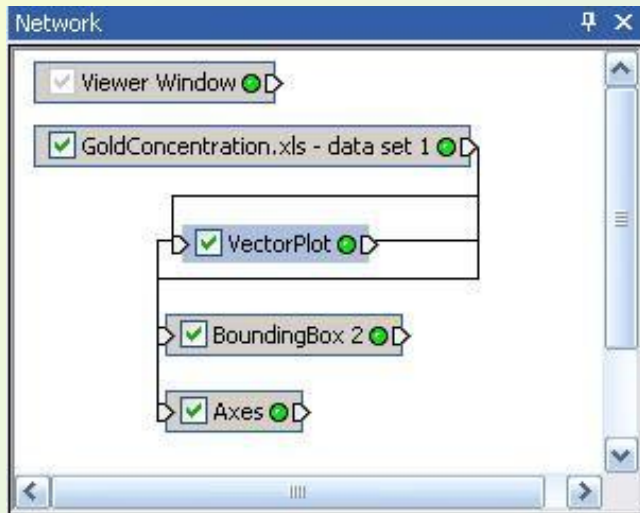 Network
Viewer Window
GoldConcentration.xls - data set 1
VectorPlot
BoundingBox 2
Axes